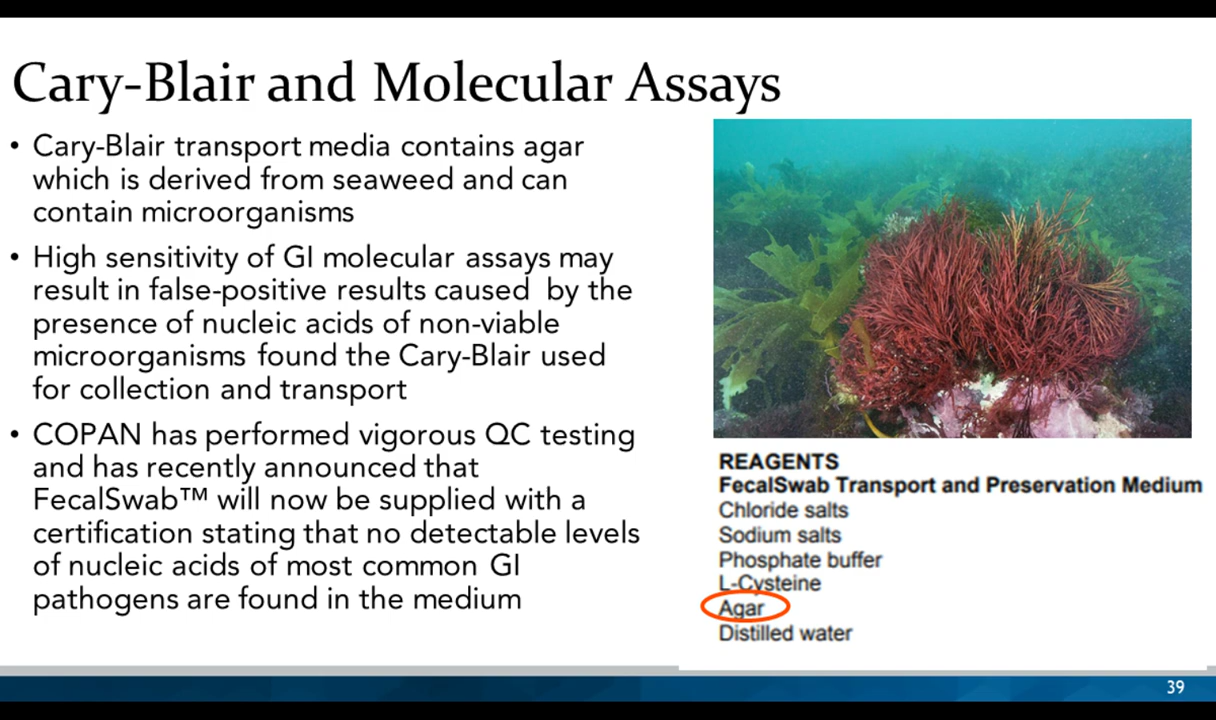 Cary-Blair and Molecular Assays
• Cary-Blair transport media contains agar
which is derived from seaweed and can
contain microorganisms
• High sensitivity of GI molecular assays may
result in false-positive results caused by the
presence of nucleic acids of non-viable
microorganisms found the Cary-Blair used
for collection and transport
• COPAN has performed vigorous QC testing
and has recently announced that
FecalSwab™ will now be supplied with a
certification stating that no detectable levels
of nucleic acids of most common GI
pathogens are found in the medium
REAGENTS
FecalSwab Transport and Preservation Medium
Chloride salts
Sodium salts
Phosphate buffer
L-Cysteine
Agar
Distilled water
39